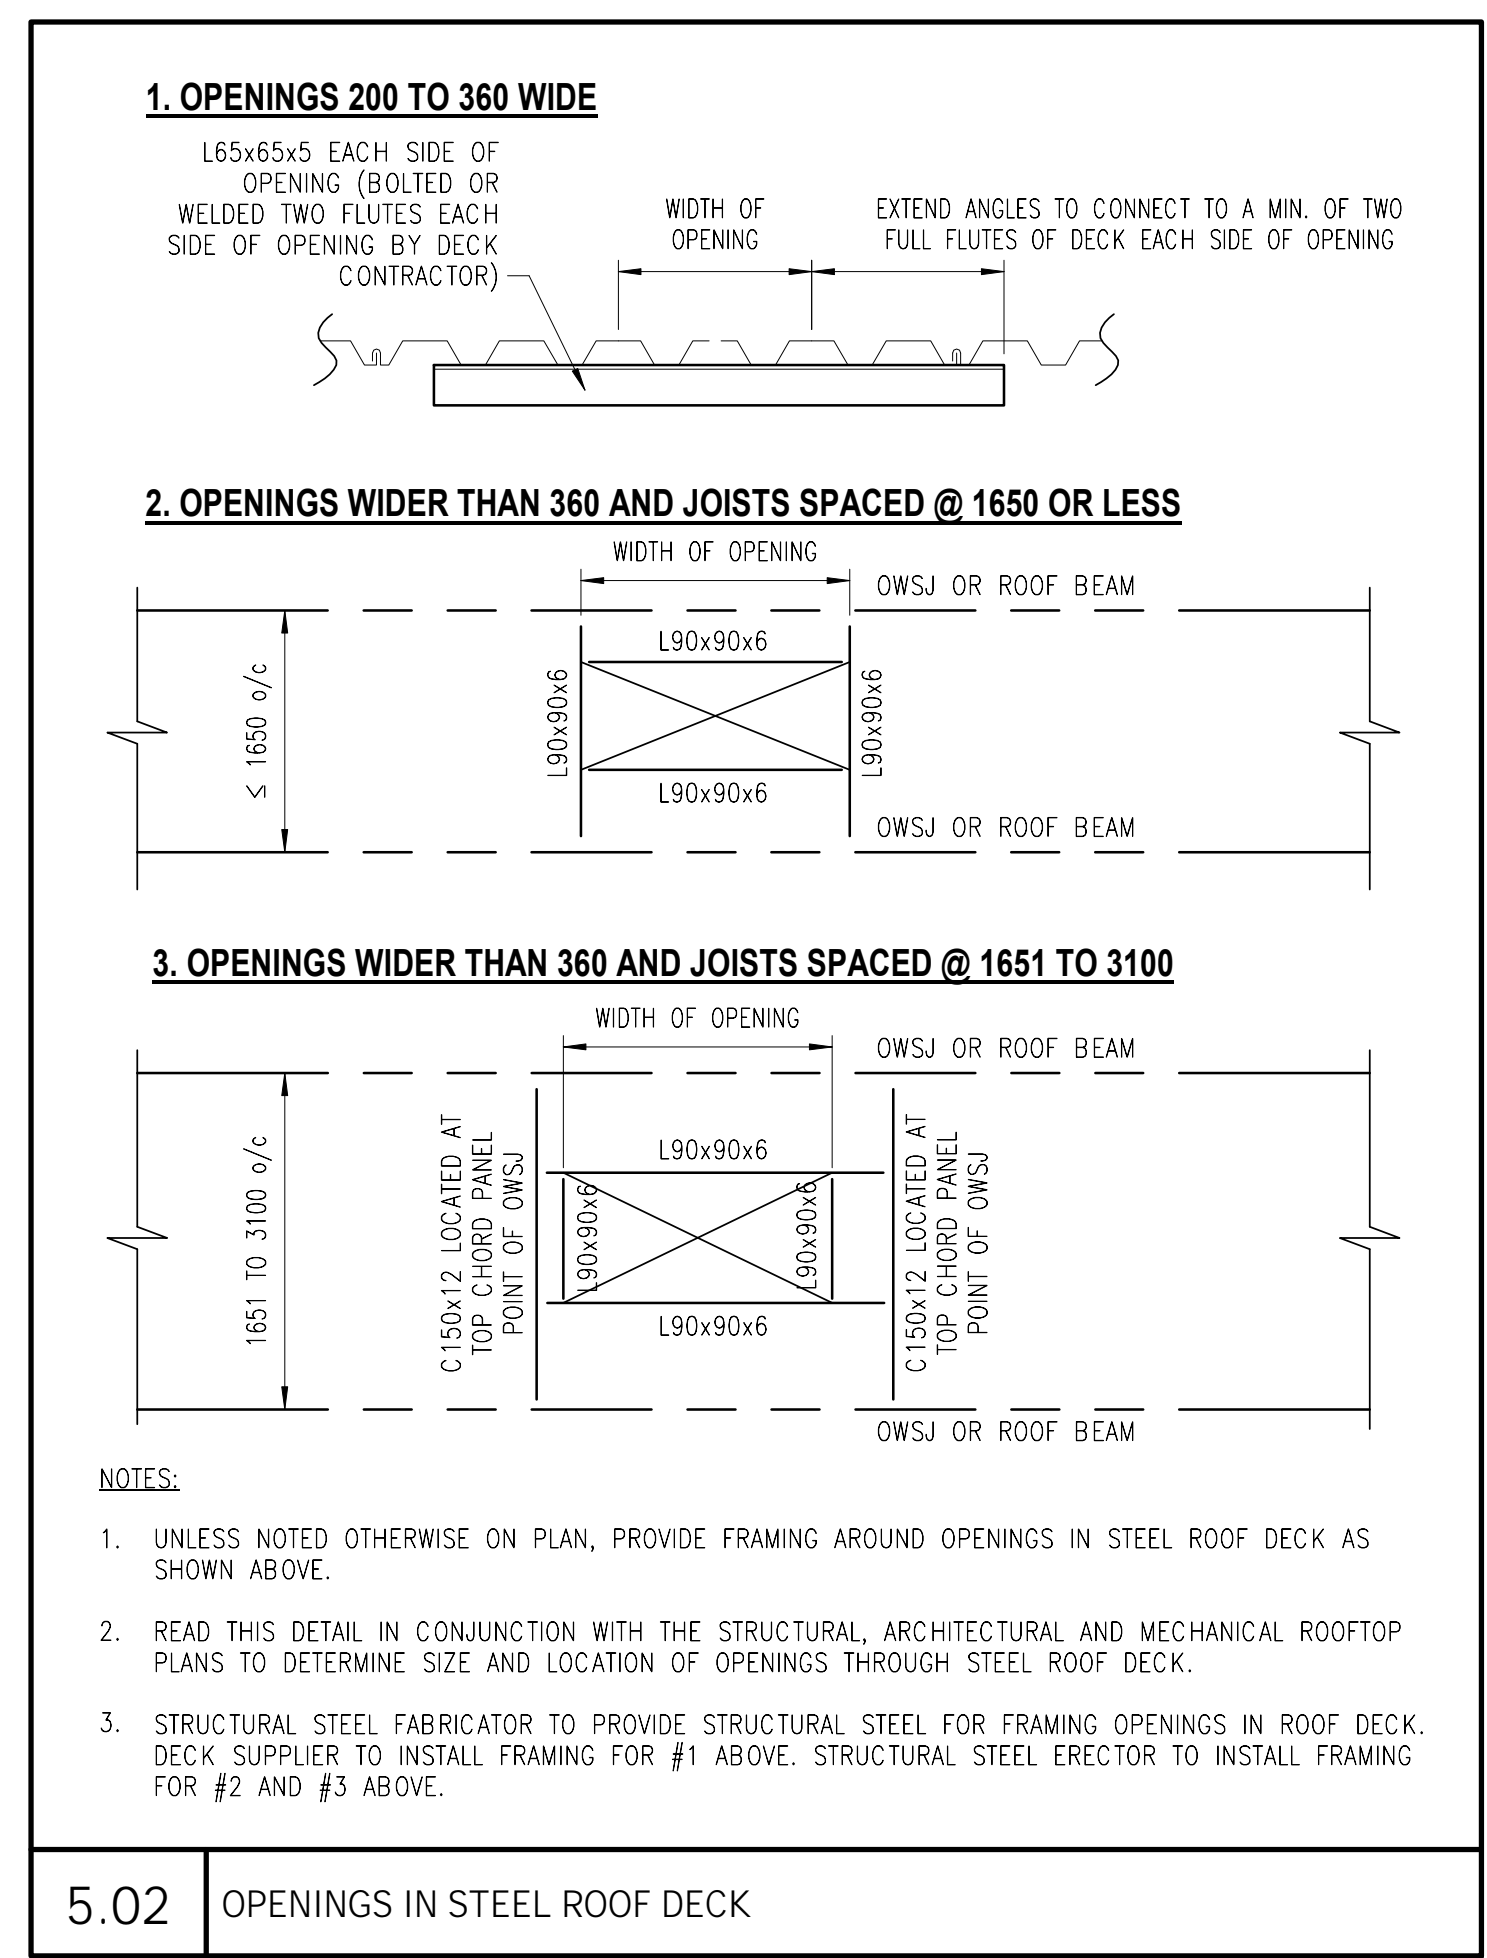 1. OPENINGS 200 TO 360 WIDE
L65x65x5 EACH SIDE OF
OPENING (BOLTED OR
WELDED TWO FLUTES EACH
SIDE OF OPENING BY DECK
CONTRACTOR)
WIDTH OF
OPENING
EXTEND ANGLES TO CONNECT TO A MIN. OF TWO
FULL FLUTES OF DECK EACH SIDE OF OPENING
2. OPENINGS WIDER THAN 360 AND JOISTS SPACED @ 1650 OR LESS
WIDTH OF OPENING
OWSJ OR ROOF BEAM
≤ 1650 o/c
L90x90x6
L90x90x6
L90x90x6
L90x90x6
OWSJ OR ROOF BEAM
3. OPENINGS WIDER THAN 360 AND JOISTS SPACED @ 1651 TO 3100
WIDTH OF OPENING
OWSJ OR ROOF BEAM
1651 TO 3100 o/c
C150x12 LOCATED AT
TOP CHORD PANEL
POINT OF OWSJ
L90x90x6
L90x90x6
L90x90x6
L90x90x6
C150x12 LOCATED AT
TOP CHORD PANEL
POINT OF OWSJ
OWSJ OR ROOF BEAM
NOTES:
1. UNLESS NOTED OTHERWISE ON PLAN, PROVIDE FRAMING AROUND OPENINGS IN STEEL ROOF DECK AS
SHOWN ABOVE.
2. READ THIS DETAIL IN CONJUNCTION WITH THE STRUCTURAL, ARCHITECTURAL AND MECHANICAL ROOFTOP
PLANS TO DETERMINE SIZE AND LOCATION OF OPENINGS THROUGH STEEL ROOF DECK.
3. STRUCTURAL STEEL FABRICATOR TO PROVIDE STRUCTURAL STEEL FOR FRAMING OPENINGS IN ROOF DECK.
DECK SUPPLIER TO INSTALL FRAMING FOR #1 ABOVE. STRUCTURAL STEEL ERECTOR TO INSTALL FRAMING
FOR #2 AND #3 ABOVE.
5.02
OPENINGS IN STEEL ROOF DECK